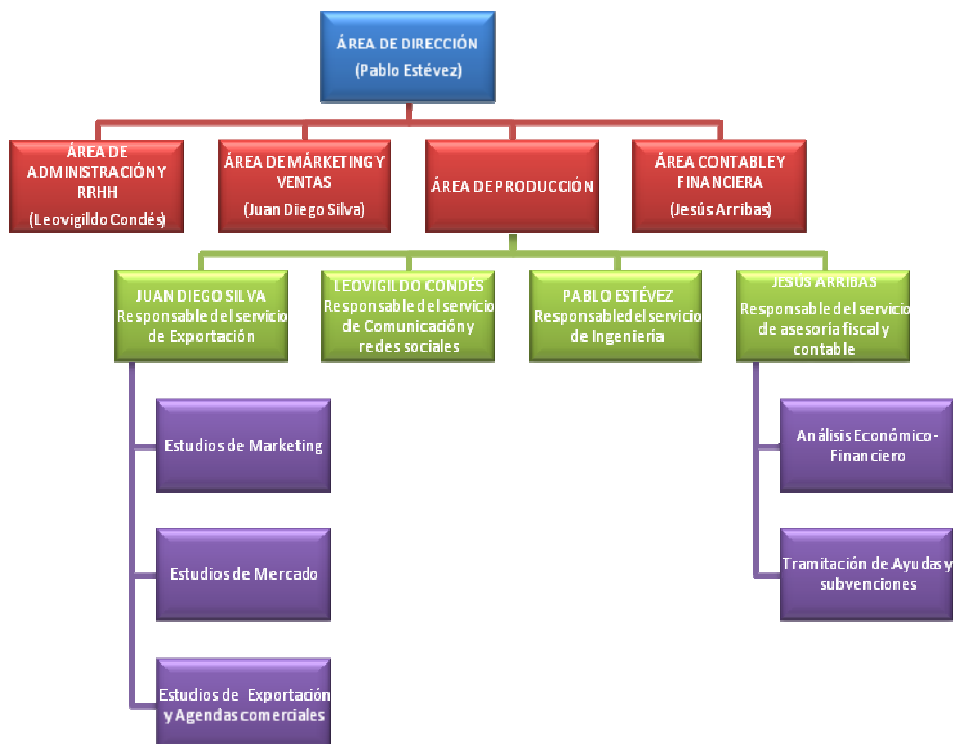 ÁREA DE DIRECCIÓN
(Pablo Estévez)
ÁREA DE
ADMINISTRACIÓN Y
RRHH
(Leovigildo Condés)
ÁREA DE MÁRKETING Y
VENTAS
(Juan Diego Silva)
ÁREA DE PRODUCCIÓN
ÁREA CONTABLE Y
FINANCIERA
(Jesús Arribas)
JUAN DIEGO SILVA
Responsable del servicio
de Exportación
LEOVIGILDO CONDÉS
Responsable del servicio
de Comunicación y
redes sociales
PABLO ESTÉVEZ
Responsable del servicio
de Ingeniería
JESÚS ARRIBAS
Responsable del servicio
de asesoría fiscal y
contable
Estudios de Marketing
Estudios de Mercado
Estudios de Exportación
y Agendas comerciales
Análisis Económico-
Financiero
Tramitación de Ayudas y
subvenciones